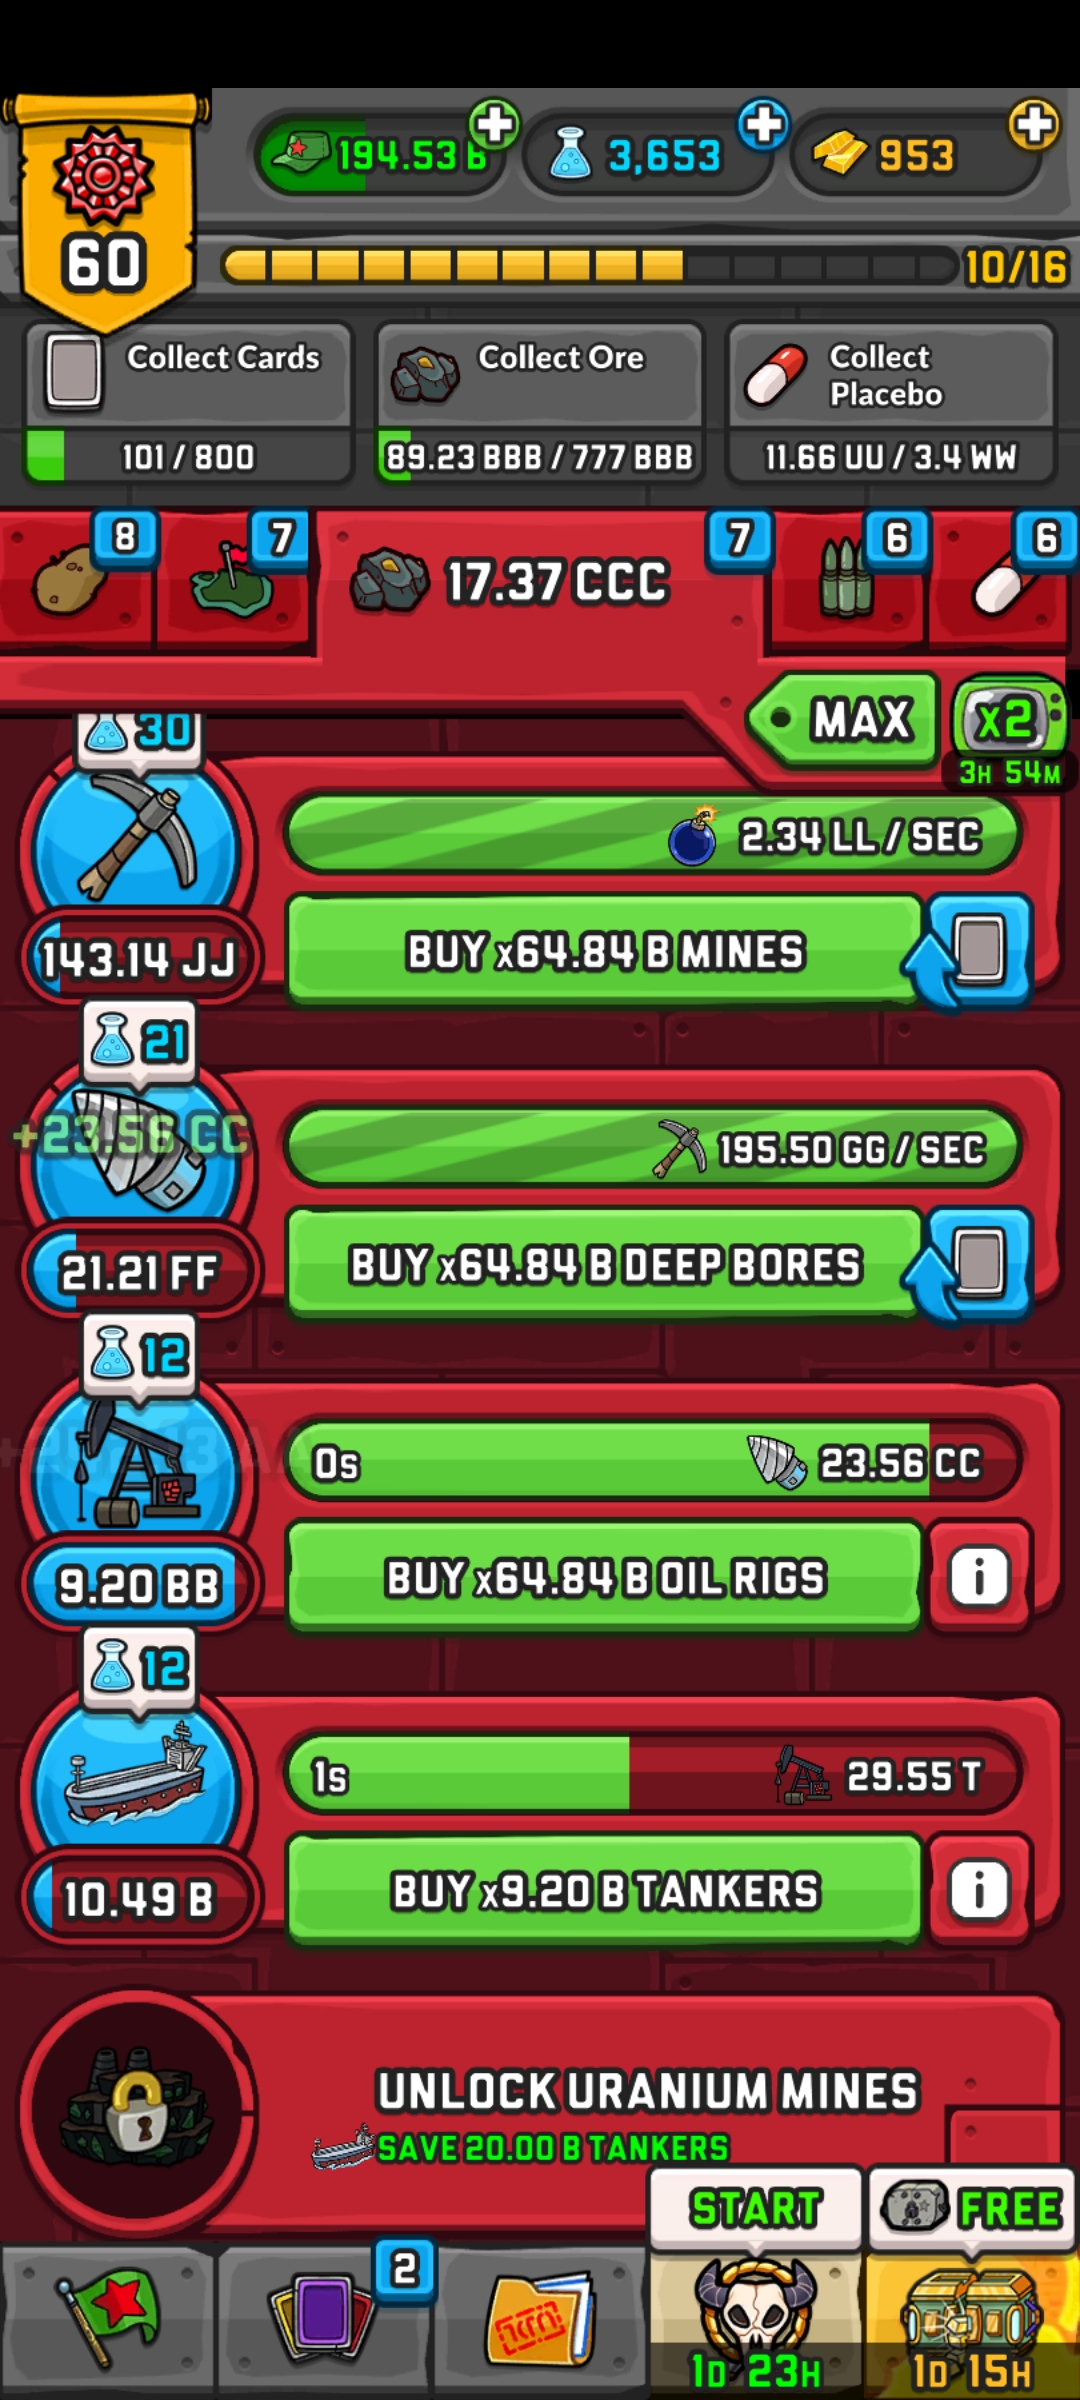 194.53 B
3,653
953
60
10/16
Collect Cards
101 / 800
Collect Ore
89.23 BBB / 777 BBB
Collect
Placebo
11.66 UU / 3.4 WW
8
7
17.37 CCC
7
6
6
MAX
x2
3H 54M
30
2.34 LL / SEC
143.14 JJ
BUY x64.84 B MINES
21
+23.56 CC
195.50 GG / SEC
21.21 FF
BUY x64.84 B DEEP BORES
12
0s
23.56 CC
9.20 BB
BUY x64.84 B OIL RIGS
i
12
1s
29.55 T
10.49 B
BUY x9.20 B TANKERS
i
UNLOCK URANIUM MINES
SAVE 20.00 B TANKERS
START
FREE
2
1D 23H
1D 15H